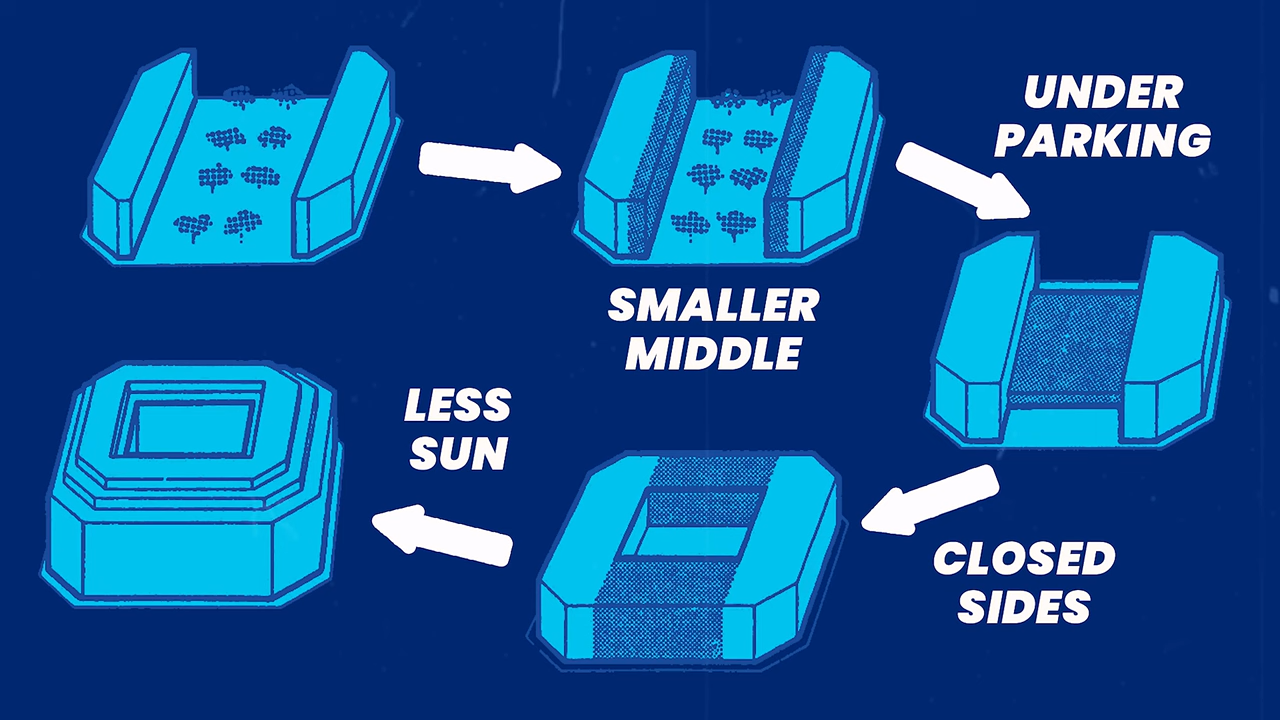 UNDER
PARKING
SMALLER
MIDDLE
LESS
SUN
CLOSED
SIDES